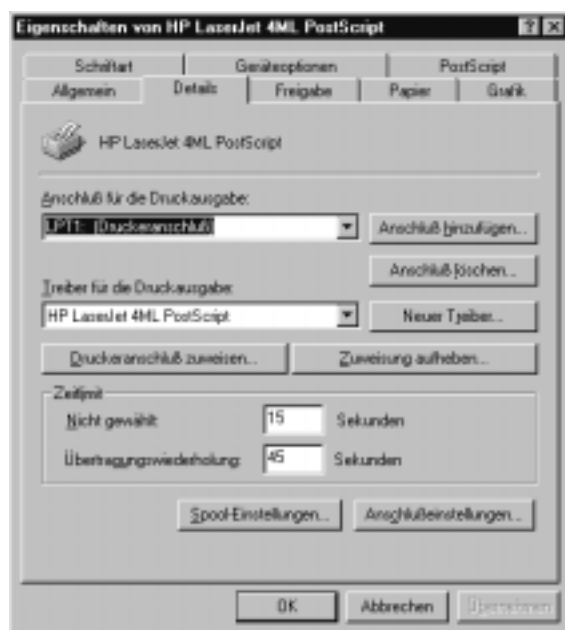 Eigenschaften von HP LaserJet 4ML PostScript
Schriftart Geräteoptionen PostScript
Allgemein Details Freigabe Papier Grafik
HP LaserJet 4ML PostScript
Anschluß für die Druckausgabe:
LPT1: (Druckeranschluß)
Anschluß hinzufügen...
Anschluß löschen...
Treiber für die Druckausgabe:
HP LaserJet 4ML PostScript
Neuer Treiber...
Druckeranschluß zuweisen... Zuweisung aufheben...
Zeitlimit
Nicht gewählt: 15 Sekunden
Übertragungswiederholung: 45 Sekunden
Spool-Einstellungen... Anschlußeinstellungen...
OK Abbrechen Übernehmen